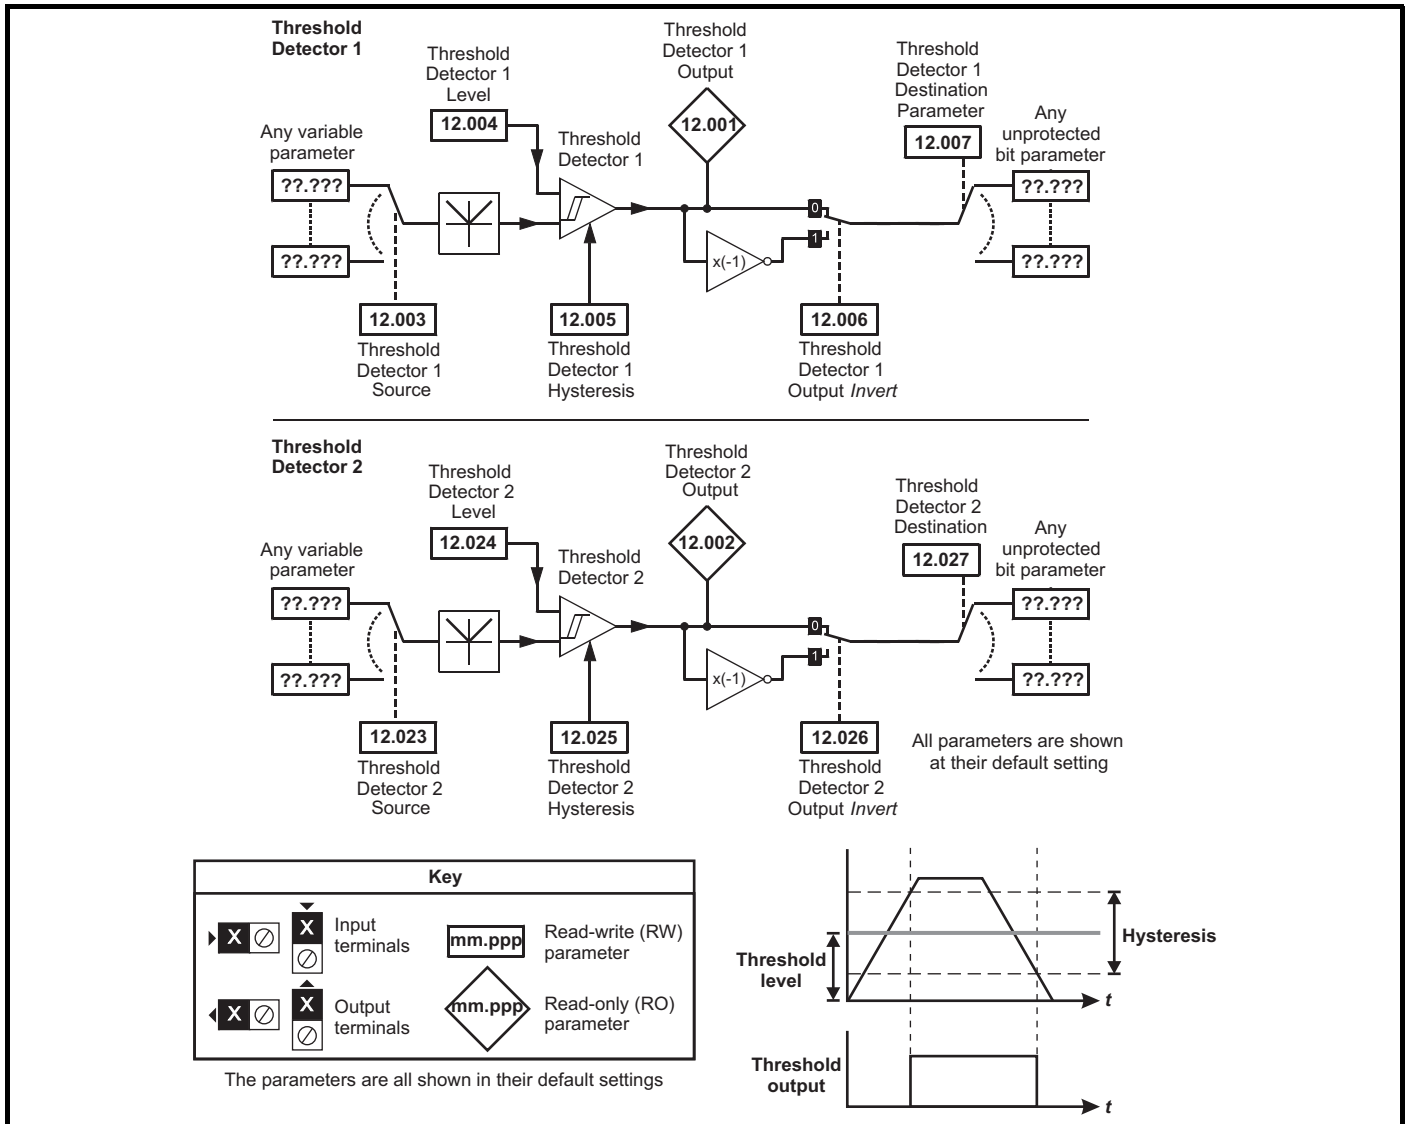 Threshold
Detector 1
Threshold
Detector 1
Level
12.004
Threshold
Detector 1
Output
12.001
Threshold
Detector 1
Destination
Parameter
12.007
Any variable
parameter
??.???
??.???
Threshold
Detector 1
Any
unprotected
bit parameter
??.???
??.???
0
1
x(-1)
12.003
Threshold
Detector 1
Source
12.005
Threshold
Detector 1
Hysteresis
12.006
Threshold
Detector 1
Output Invert
Threshold
Detector 2
Threshold
Detector 2
Level
12.024
Threshold
Detector 2
Output
12.002
Threshold
Detector 2
Destination
12.027
Any variable
parameter
??.???
??.???
Threshold
Detector 2
Any
unprotected
bit parameter
??.???
??.???
0
1
x(-1)
12.023
Threshold
Detector 2
Source
12.025
Threshold
Detector 2
Hysteresis
12.026
Threshold
Detector 2
Output Invert
All parameters are shown
at their default setting
Key
X
X
Input
terminals
mm.ppp
Read-write (RW)
parameter
X
X
Output
terminals
mm.ppp
Read-only (RO)
parameter
The parameters are all shown in their default settings
Threshold
level
Hysteresis
t
Threshold
output
t